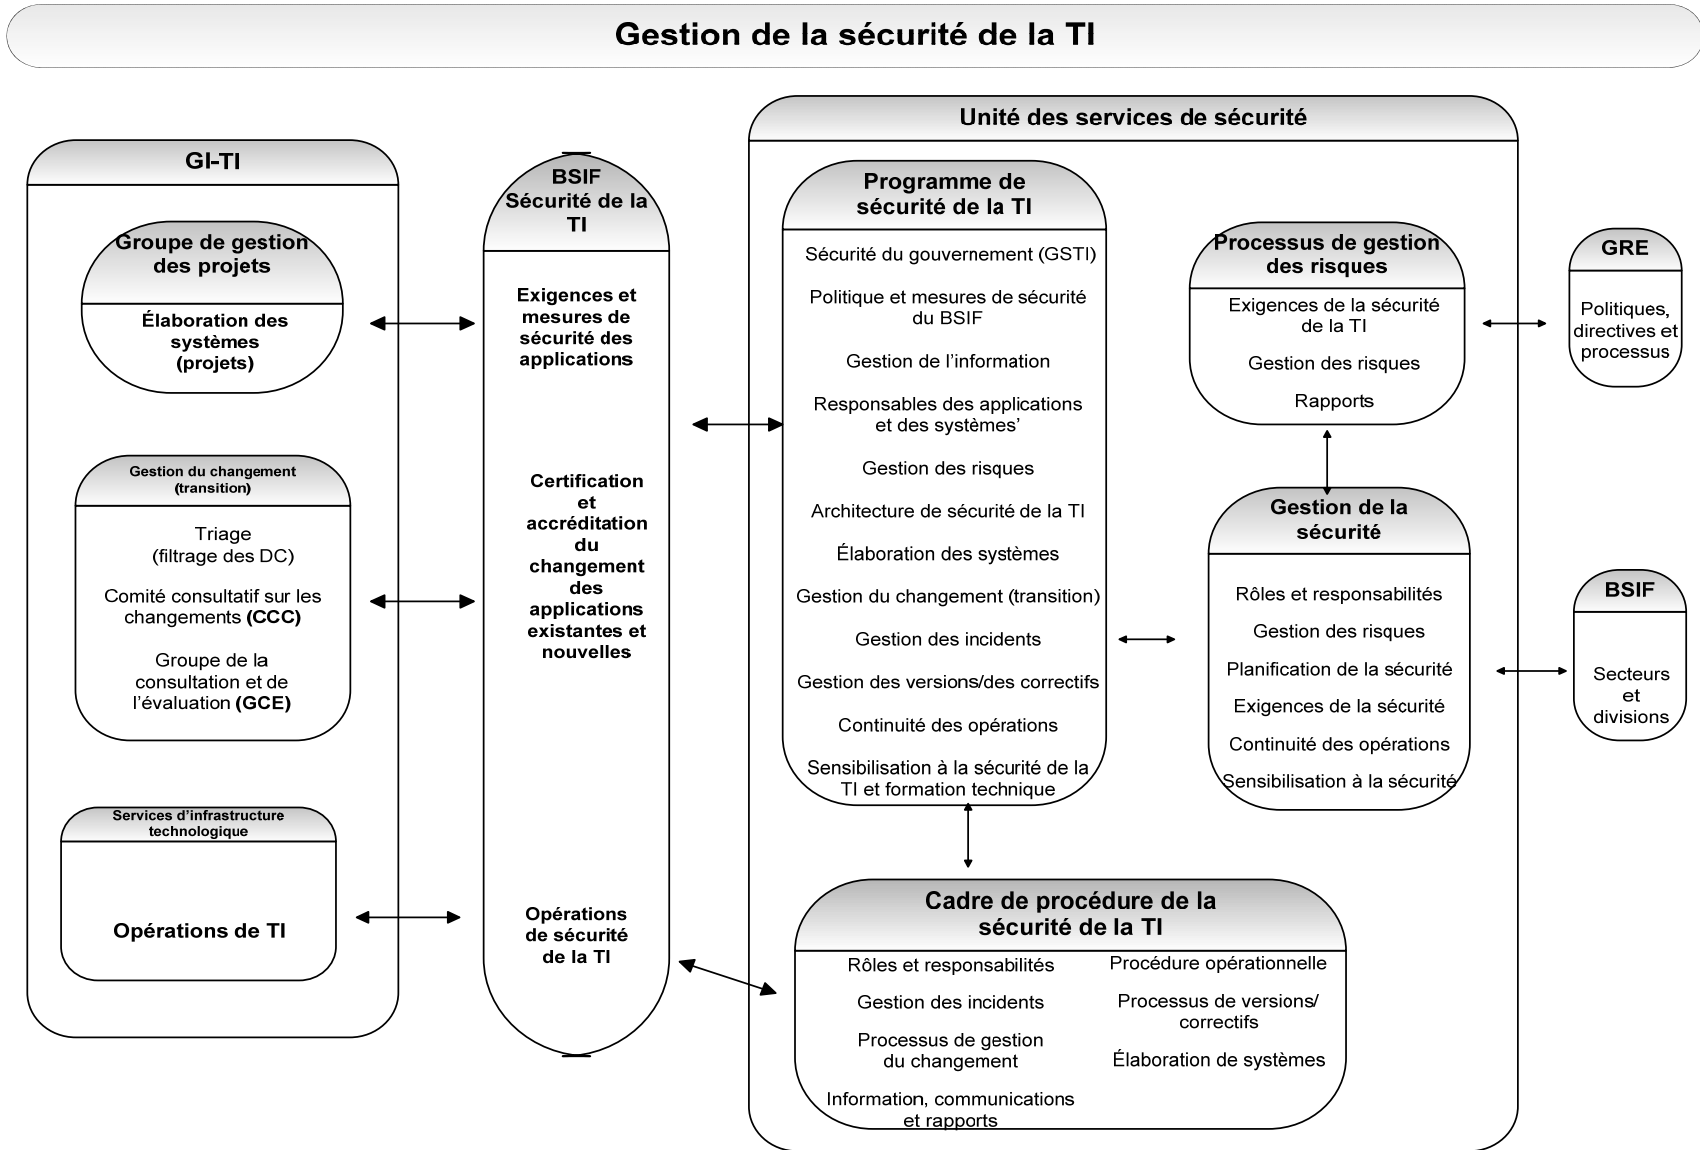 Gestion de la sécurité de la TI
GI-TI
Groupe de gestion
des projets
Élaboration des
systèmes
(projets)
Gestion du changement
(transition)
Triage
(filtrage des DC)
Comité consultatif sur les
changements (CCC)
Groupe de la
consultation et de
l’évaluation (GCE)
Services d’infrastructure
technologique
Opérations de TI
BSIF
Sécurité de la
TI
Exigences et
mesures de
sécurité des
applications
Certification
et
accréditation
du
changement
des
applications
existantes et
nouvelles
Opérations
de sécurité
de la TI
Unité des services de sécurité
Programme de
sécurité de la TI
Sécurité du gouvernement (GSTI)
Politique et mesures de sécurité
du BSIF
Gestion de l’information
Responsables des applications
et des systèmes’
Gestion des risques
Architecture de sécurité de la TI
Élaboration des systèmes
Gestion du changement (transition)
Gestion des incidents
Gestion des versions/des correctifs
Continuité des opérations
Sensibilisation à la sécurité de la
TI et formation technique
Processus de gestion
des risques
Exigences de la sécurité
de la TI
Gestion des risques
Rapports
Gestion de la
sécurité
Rôles et responsabilités
Gestion des risques
Planification de la sécurité
Exigences de la sécurité
Continuité des opérations
Sensibilisation à la sécurité
Cadre de procédure de la
sécurité de la TI
Rôles et responsabilités
Gestion des incidents
Processus de gestion
du changement
Information, communications
et rapports
Procédure opérationnelle
Processus de versions/
correctifs
Élaboration de systèmes
GRE
Politiques,
directives et
processus
BSIF
Secteurs
et
divisions